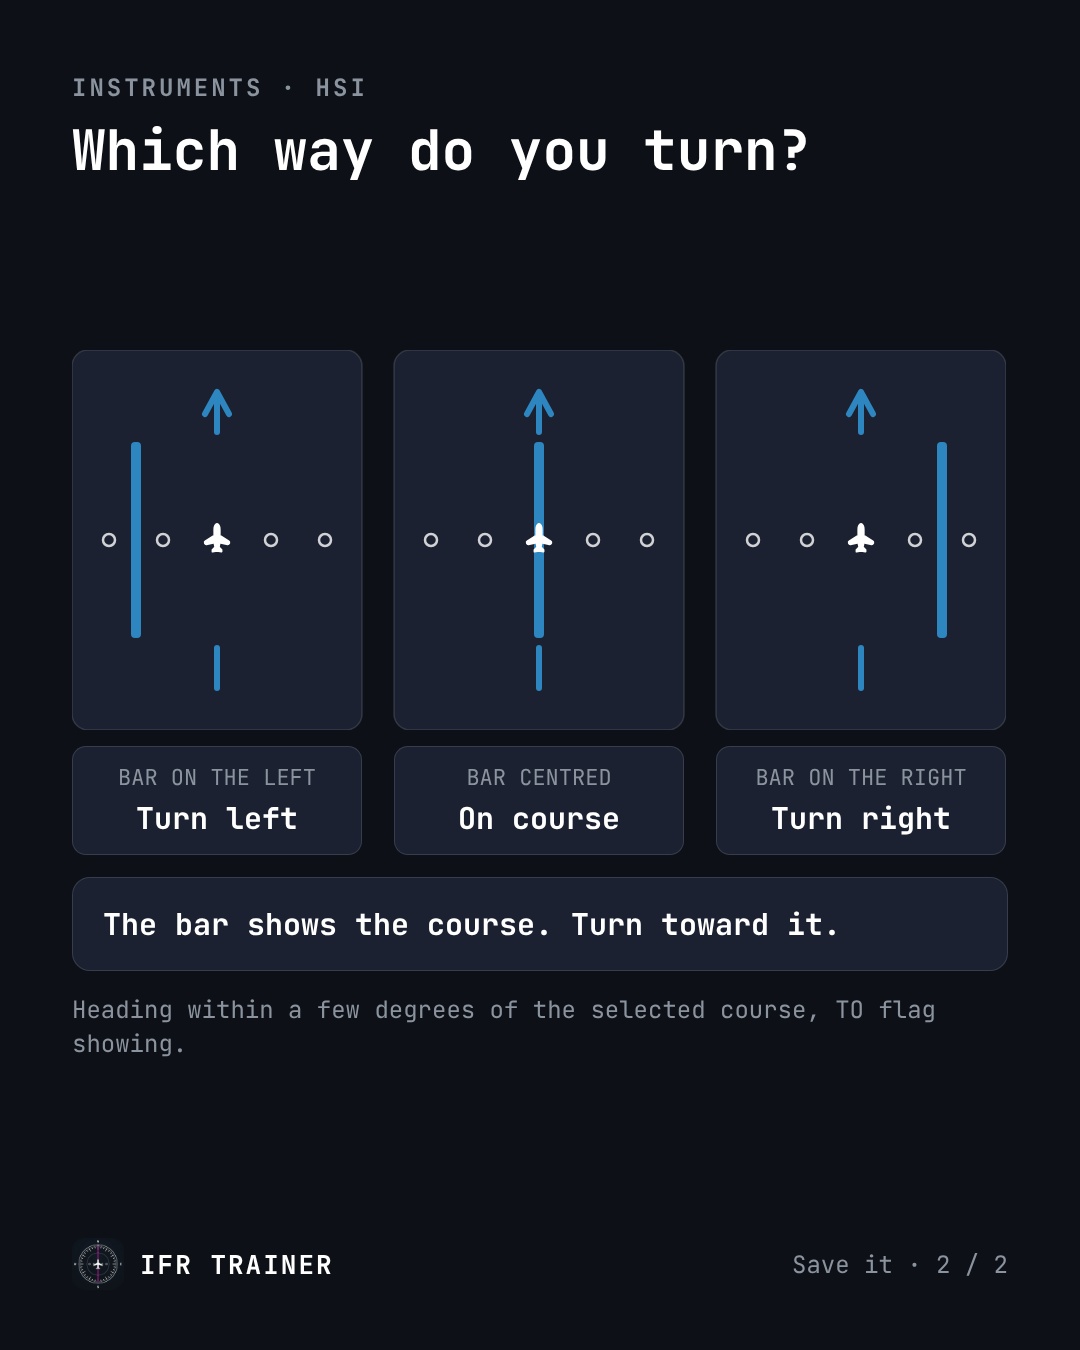 INSTRUMENTS · HSI
Which way do you turn?
BAR ON THE LEFT
Turn left
BAR CENTRED
On course
BAR ON THE RIGHT
Turn right
The bar shows the course. Turn toward it.
Heading within a few degrees of the selected course, TO flag
showing.
IFR TRAINER
Save it · 2 / 2